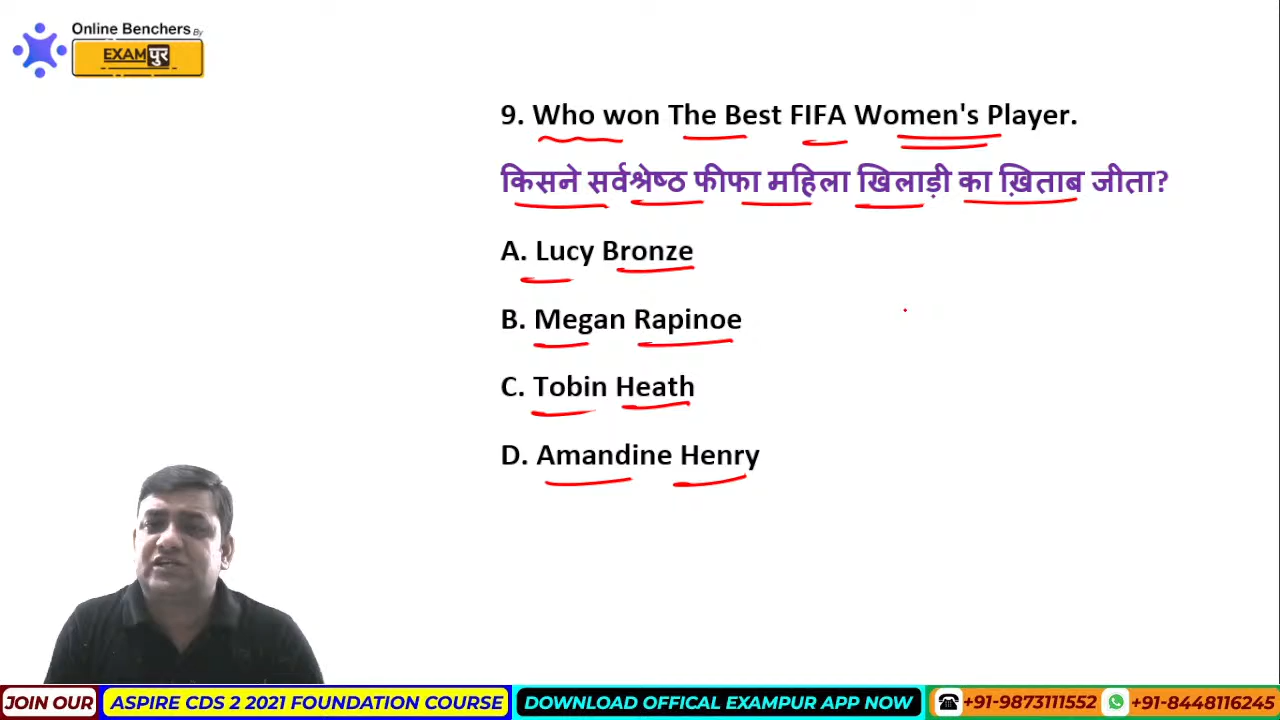 Online Benchers By
EXAMपुर
9. Who won The Best FIFA Women's Player.
किसने सर्वश्रेष्ठ फीफा महिला खिलाड़ी का ख़िताब जीता?
A. Lucy Bronze
B. Megan Rapinoe
C. Tobin Heath
D. Amandine Henry
JOIN OUR ASPIRE CDS 2 2021 FOUNDATION COURSE DOWNLOAD OFFICAL EXAMPUR APP NOW +91-9873111552 +91-8448116245